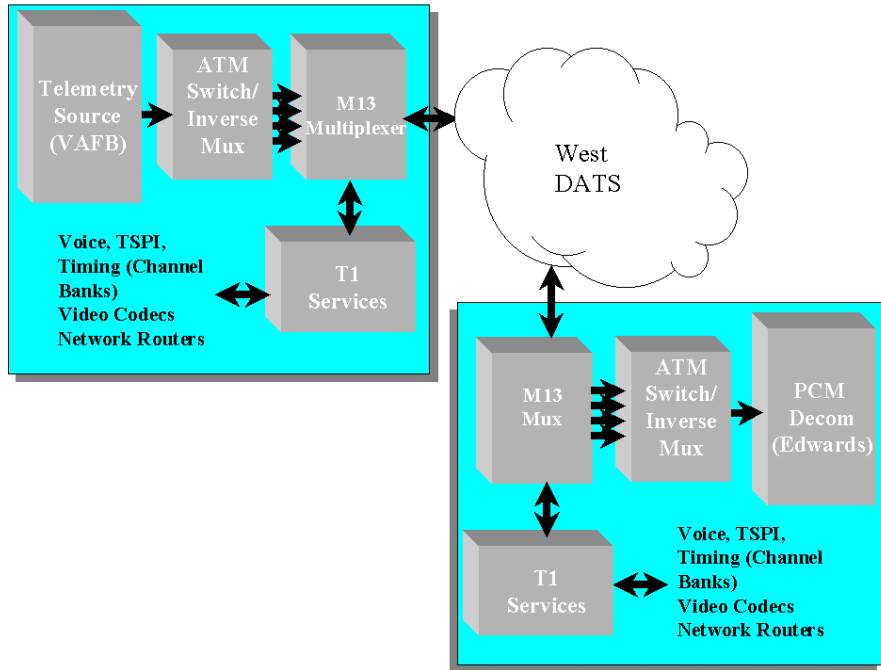 Telemetry
Source
(VAFB)
ATM
Switch/
Inverse
Mux
M13
Multiplexer
West
DATS
Voice, TSPI,
Timing (Channel
Banks)
Video Codecs
Network Routers
T1
Services
M13
Mux
ATM
Switch/
Inverse
Mux
PCM
Decom
(Edwards)
T1
Services
Voice, TSPI,
Timing (Channel
Banks)
Video Codecs
Network Routers